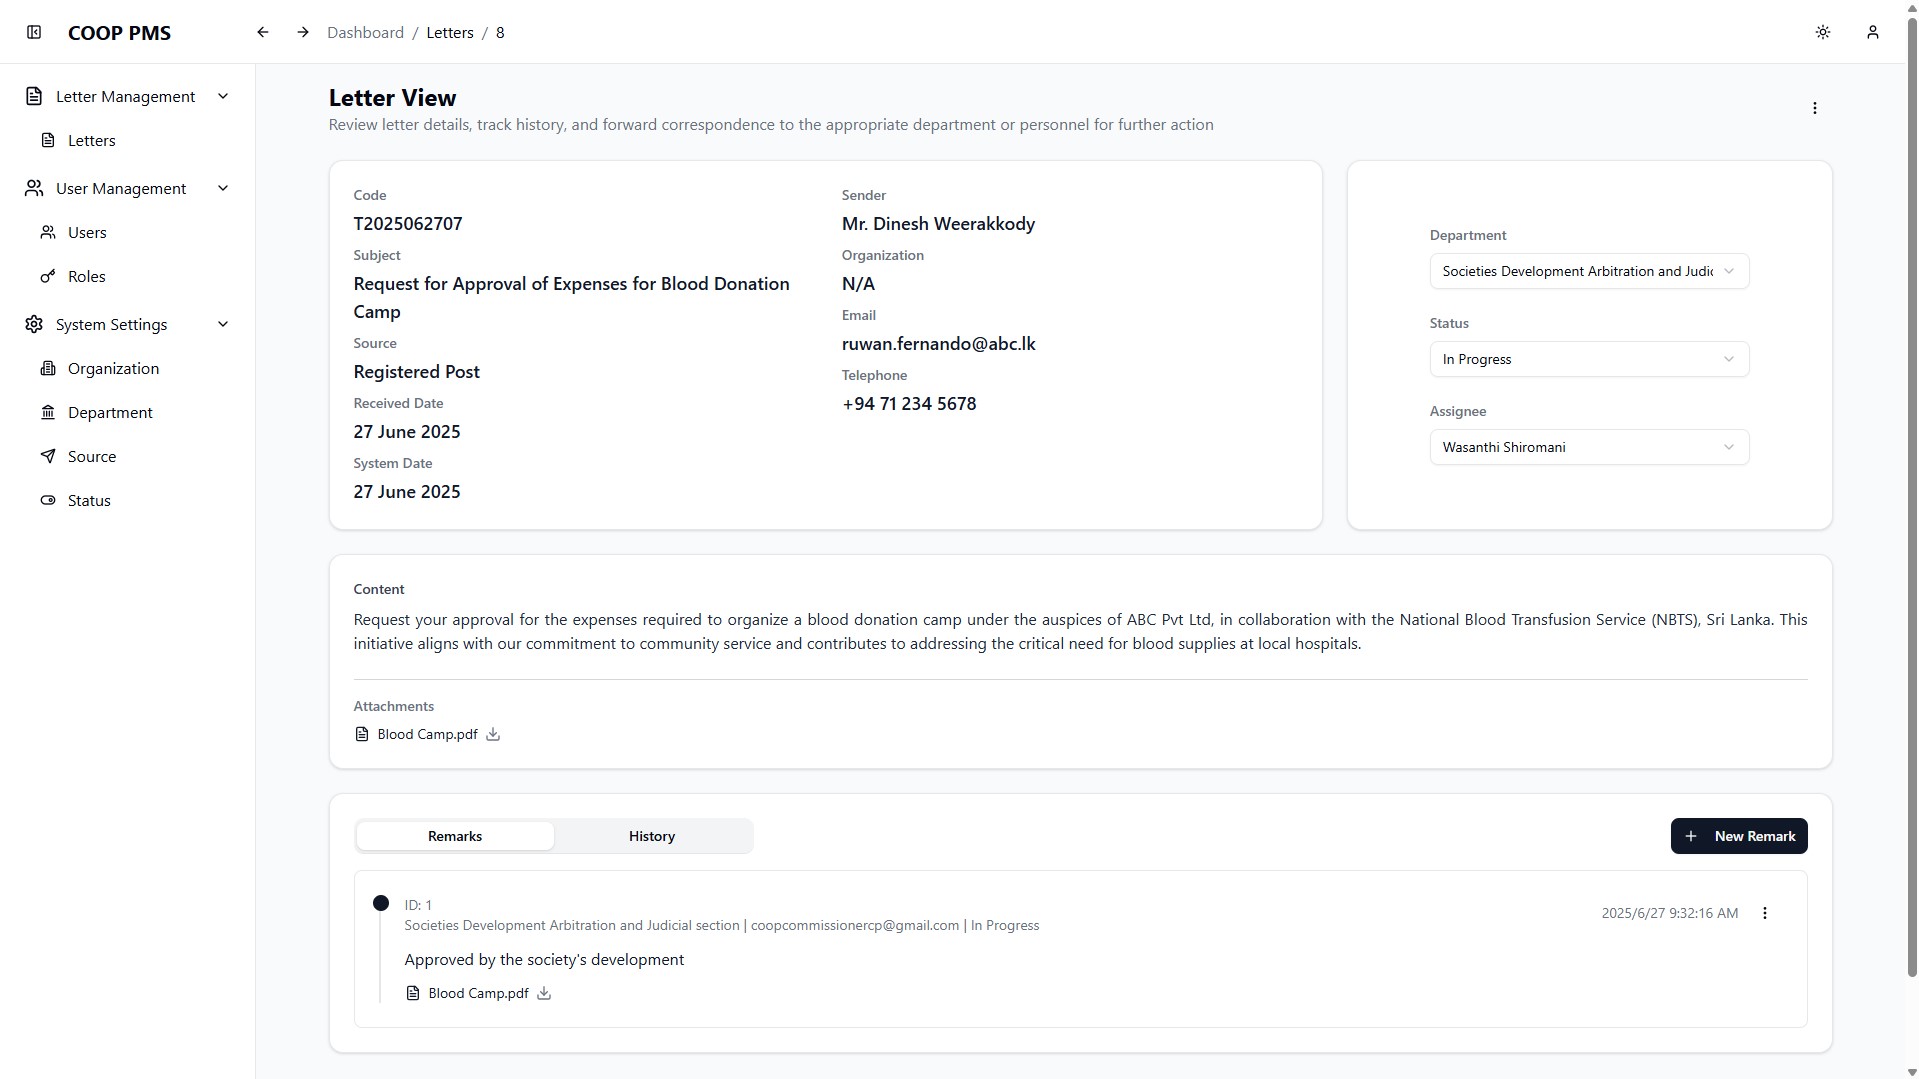 COOP PMS
Dashboard / Letters / 8
Letter Management
Letters
User Management
Users
Roles
System Settings
Organization
Department
Source
Status
Letter View
Review letter details, track history, and forward correspondence to the appropriate department or personnel for further action
Code
T2025062707
Subject
Request for Approval of Expenses for Blood Donation
Camp
Source
Registered Post
Received Date
27 June 2025
System Date
27 June 2025
Sender
Mr. Dinesh Weerakkody
Organization
N/A
Email
ruwan.fernando@abc.lk
Telephone
+94 71 234 5678
Department
Societies Development Arbitration and Judic
Status
In Progress
Assignee
Wasanthi Shiromani
Content
Request your approval for the expenses required to organize a blood donation camp under the auspices of ABC Pvt Ltd, in collaboration with the National Blood Transfusion Service (NBTS), Sri Lanka. This
initiative aligns with our commitment to community service and contributes to addressing the critical need for blood supplies at local hospitals.
Attachments
Blood Camp.pdf
Remarks
History
New Remark
ID: 1
2025/6/27 9:32:16 AM
Societies Development Arbitration and Judicial section | coopcommissionercp@gmail.com | In Progress
Approved by the society's development
Blood Camp.pdf